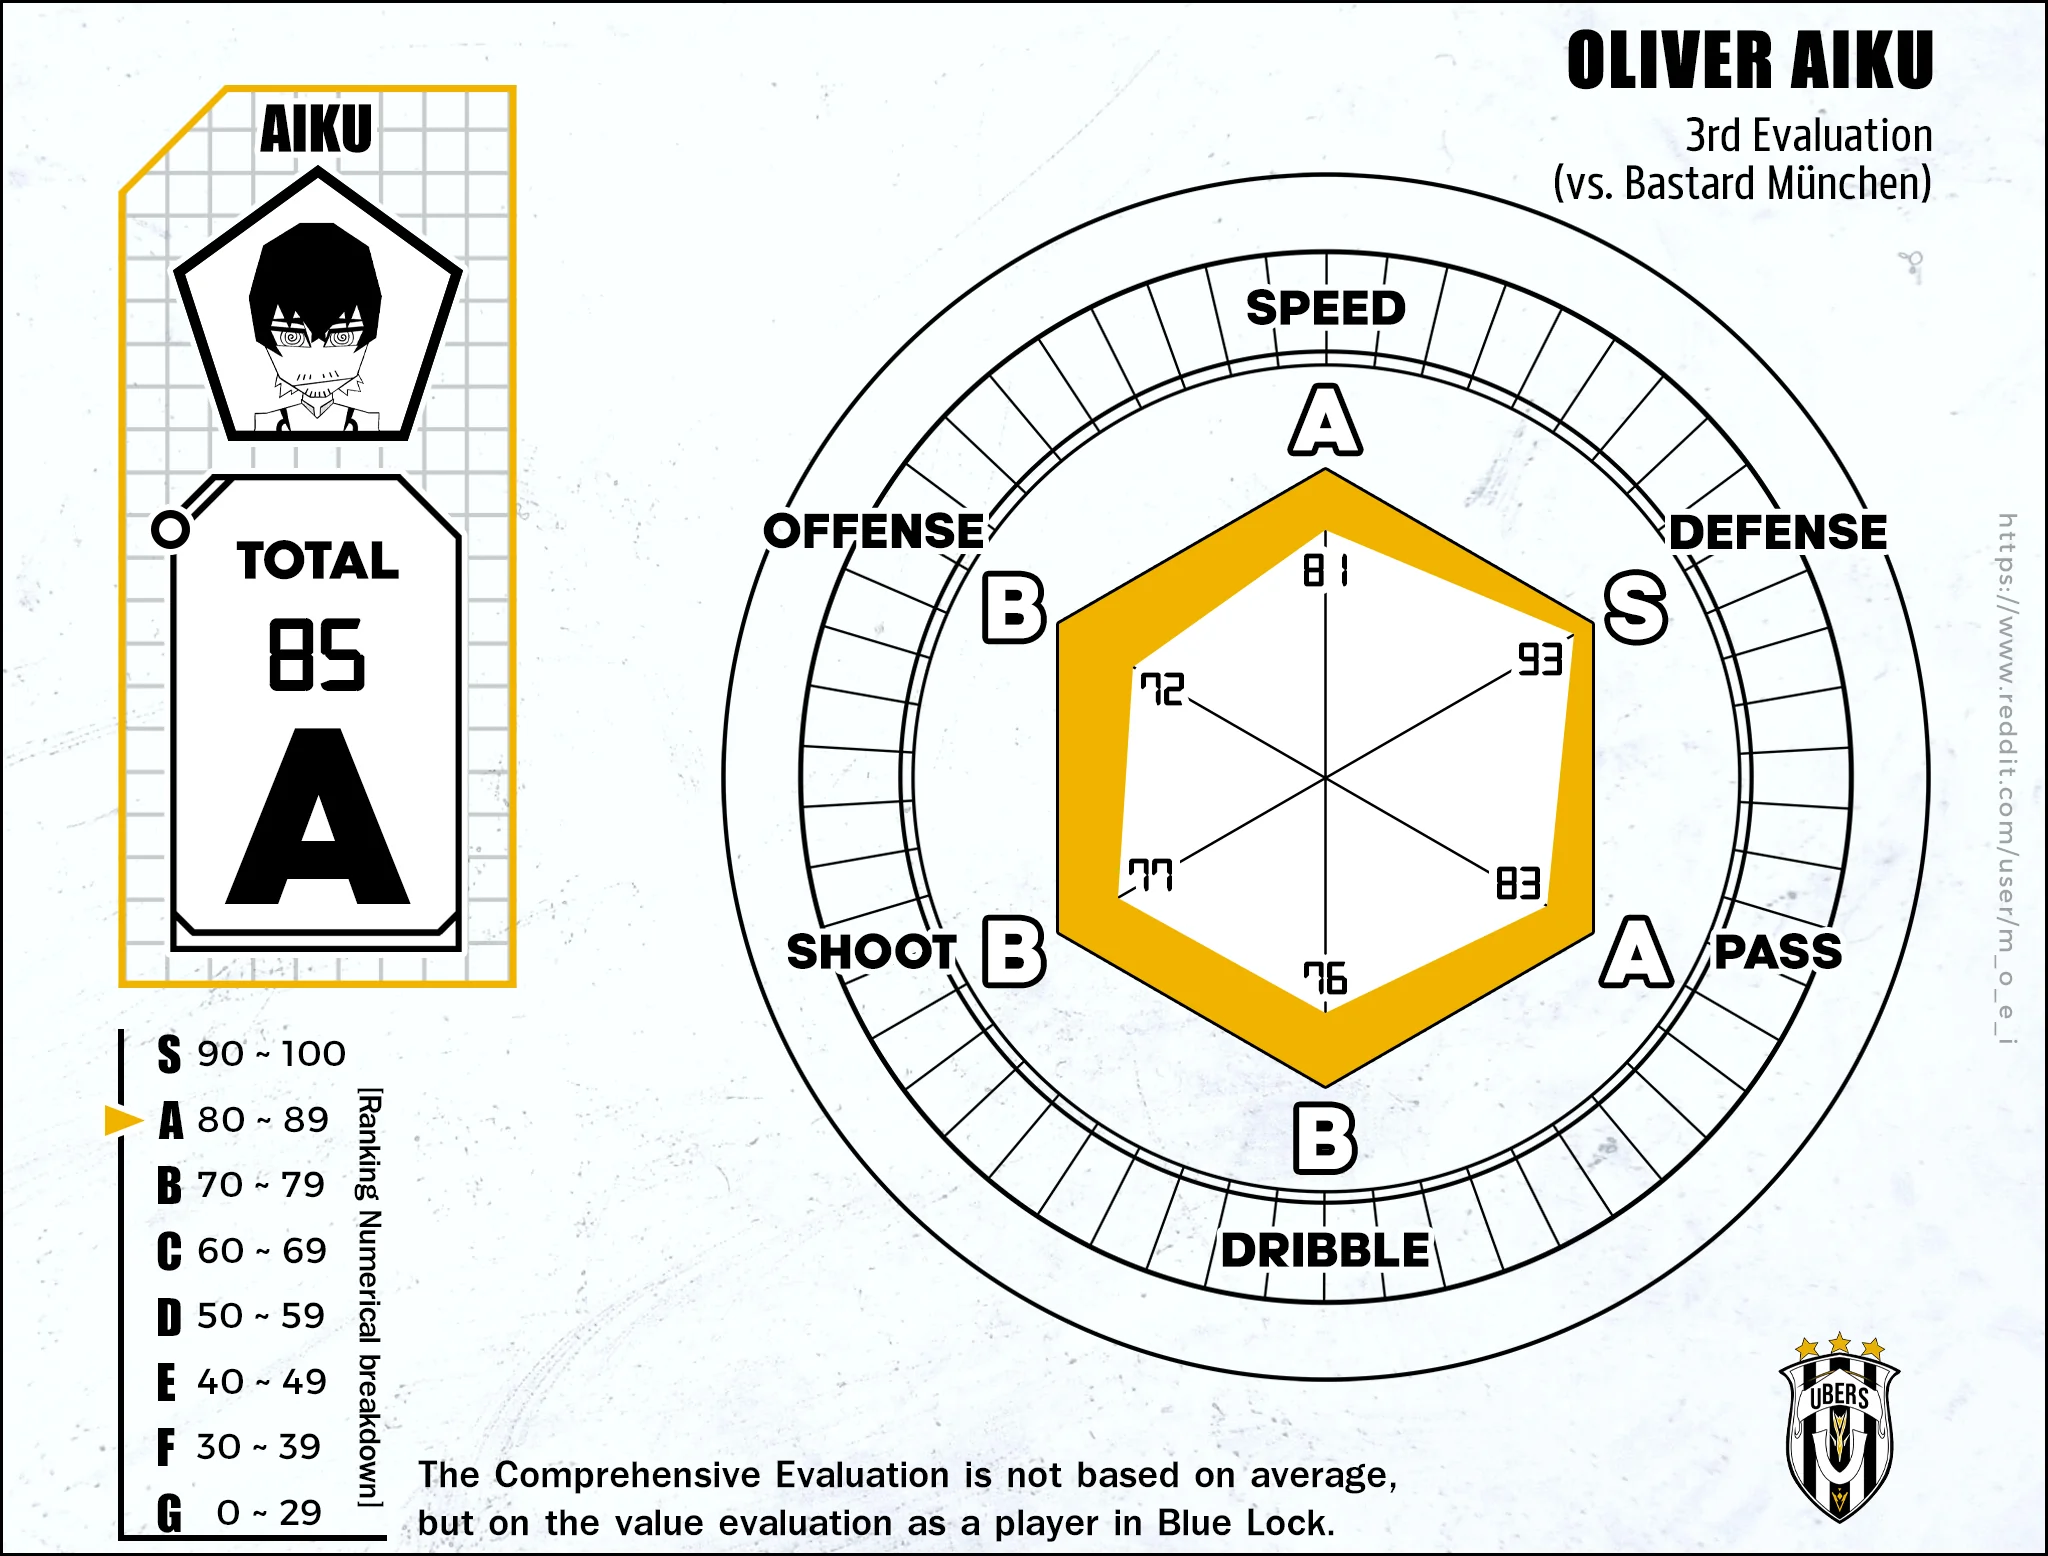 OLIVER AIKU
3rd Evaluation
(vs. Bastard München)
AIKU
TOTAL
85
A
SPEED
A
81
DEFENSE
S
93
PASS
A
83
DRIBBLE
B
76
SHOOT
B
77
OFFENSE
B
72
S 90 ~ 100
A 80 ~ 89
B 70 ~ 79
C 60 ~ 69
D 50 ~ 59
E 40 ~ 49
F 30 ~ 39
G 0 ~ 29
[Ranking Numerical breakdown]
The Comprehensive Evaluation is not based on average,
but on the value evaluation as a player in Blue Lock.
UBERS
https://www.reddit.com/user/m_o_e_i